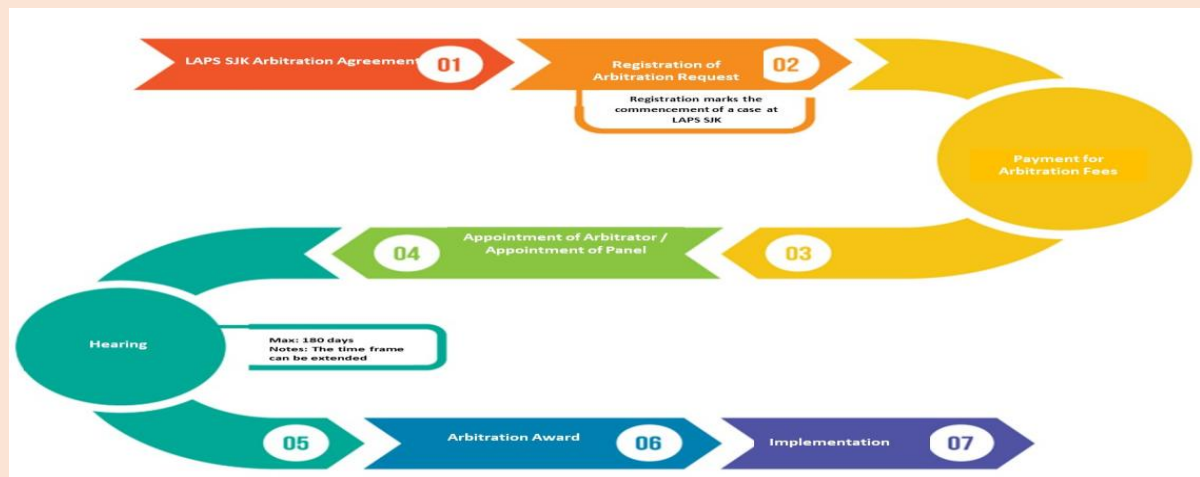 LAPS SJK Arbitration Agreement
01
Registration of
Arbitration Request
02
Registration marks the
commencement of a case at
LAPS SJK
Payment for
Arbitration Fees
03
Appointment of Arbitrator /
Appointment of Panel
04
Hearing
Max: 180 days
Notes: The time frame
can be extended
05
Arbitration Award
06
Implementation
07